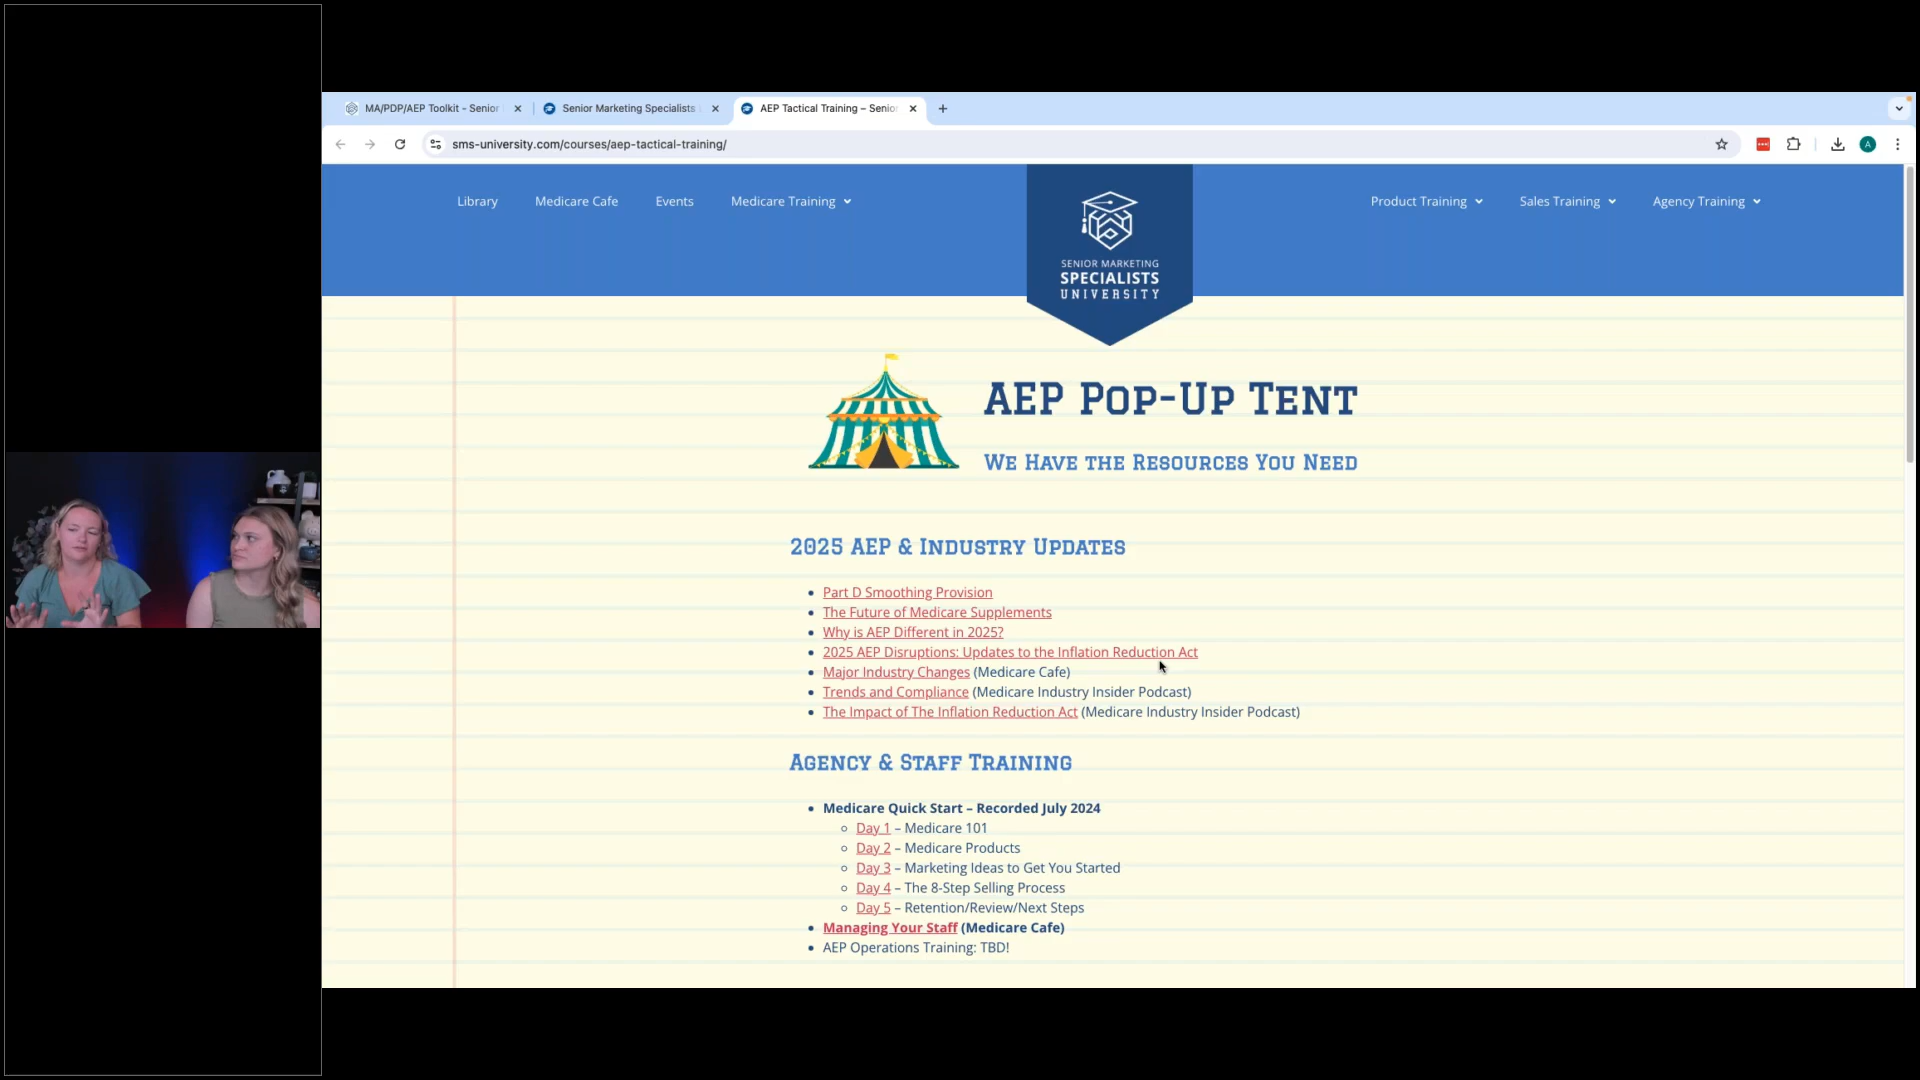 MA/PDP/AEP Toolkit - Senior
Senior Marketing Specialists
AEP Tactical Training – Senior
sms-university.com/courses/aep-tactical-training/
A
Library
Medicare Cafe
Events
Medicare Training
SENIOR MARKETING
SPECIALISTS
UNIVERSITY
Product Training
Sales Training
Agency Training
AEP Pop-Up Tent
We Have the Resources You Need
2025 AEP & Industry Updates
Part D Smoothing Provision
The Future of Medicare Supplements
Why is AEP Different in 2025?
2025 AEP Disruptions: Updates to the Inflation Reduction Act
Major Industry Changes (Medicare Cafe)
Trends and Compliance (Medicare Industry Insider Podcast)
The Impact of The Inflation Reduction Act (Medicare Industry Insider Podcast)
Agency & Staff Training
Medicare Quick Start – Recorded July 2024
Day 1 – Medicare 101
Day 2 – Medicare Products
Day 3 – Marketing Ideas to Get You Started
Day 4 – The 8-Step Selling Process
Day 5 – Retention/Review/Next Steps
Managing Your Staff (Medicare Cafe)
AEP Operations Training: TBD!